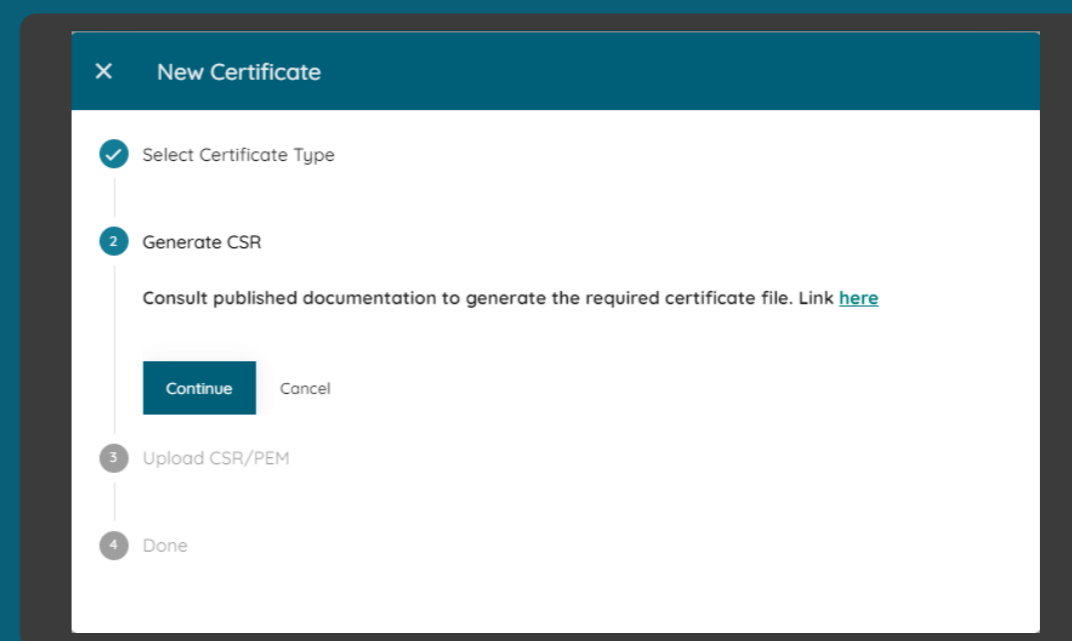 New Certificate
Select Certificate Type
2 Generate CSR
Consult published documentation to generate the required certificate file. Link here
Continue Cancel
3 Upload CSR/PEM
4 Done